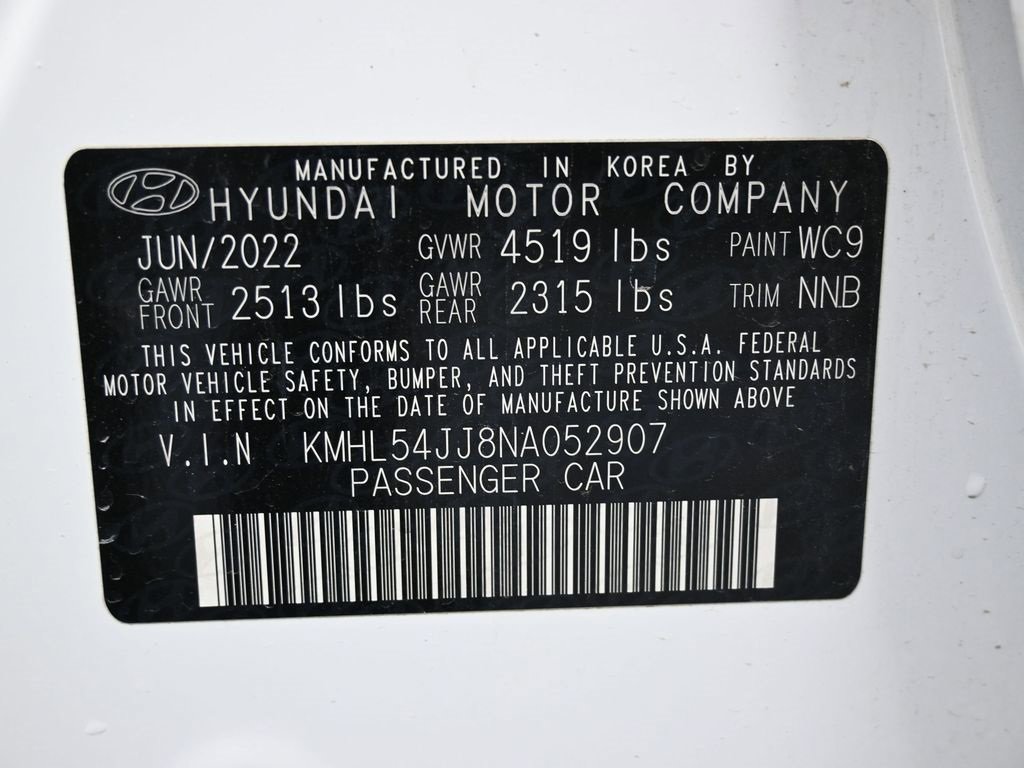 MANUFACTURED IN KOREA BY
HYUNDAI MOTOR COMPANY
JUN/2022 GVWR 4519 lbs PAINT WC9
GAWR FRONT 2513 lbs GAWR REAR 2315 lbs TRIM NNB
THIS VEHICLE CONFORMS TO ALL APPLICABLE U.S.A. FEDERAL
MOTOR VEHICLE SAFETY, BUMPER, AND THEFT PREVENTION STANDARDS
IN EFFECT ON THE DATE OF MANUFACTURE SHOWN ABOVE
V.I.N KMHL54JJ8NA052907
PASSENGER CAR